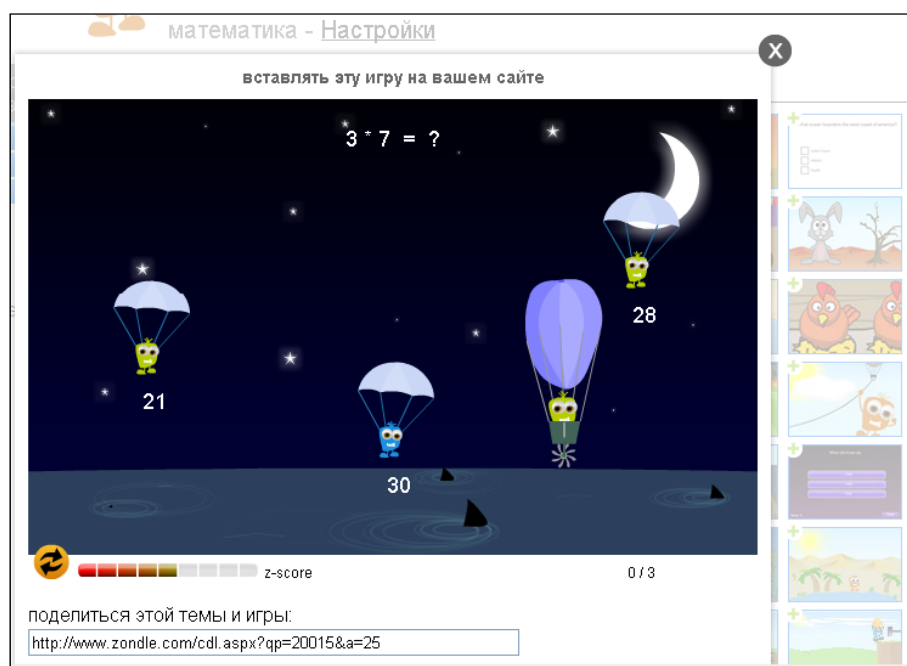 математика - Настройки
X
вставлять эту игру на вашем сайте
3 * 7 = ?
28
21
30
z-score
0 / 3
поделиться этой темы и игры:
http://www.zondle.com/cdl.aspx?qp=20015&a=25